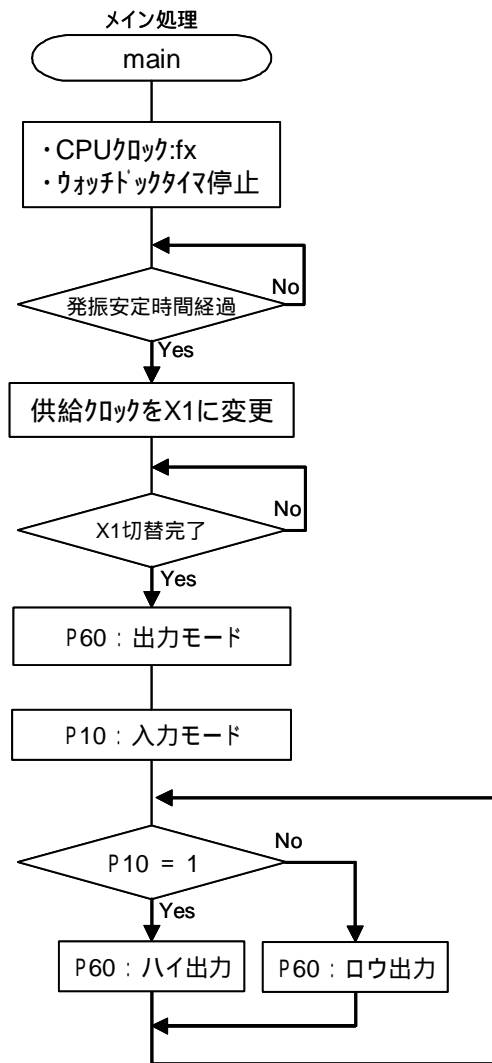 メイン処理
main
・CPUｸﾛｯｸ:fx
・ｳｫｯﾁﾄﾞｯｸﾀｲﾏ停止
No
発振安定時間経過
Yes
供給ｸﾛｯｸをX1に変更
No
X1切替完了
Yes
P60：出力モード
P10：入力モード
No
P10 = 1
Yes
P60：ハイ出力
P60：ロウ出力